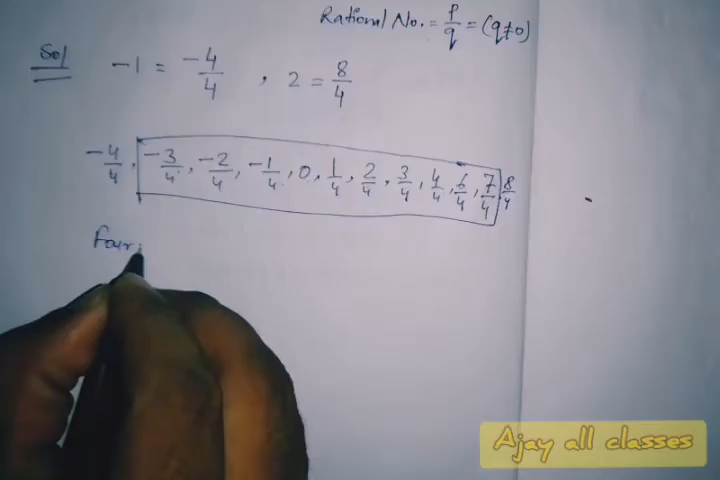 Rational No. = p/q = (q≠0)
Sol -1 = -4/4 , 2 = 8/4
-4/4, -3/4, -2/4, -1/4, 0, 1/4, 2/4, 3/4, 4/4, 6/4, 7/4, 8/4
Four
Ajay all classes